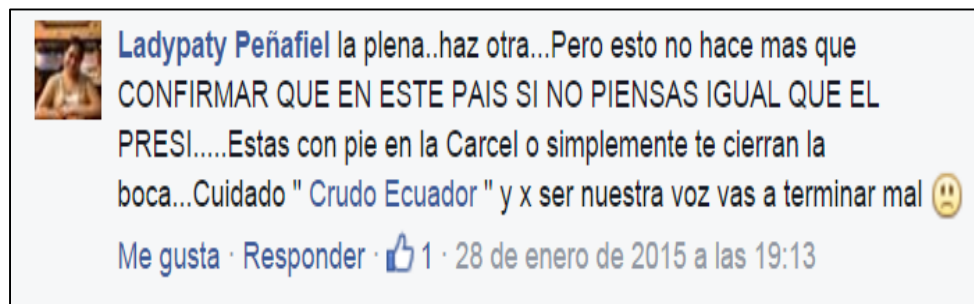 Ladypaty Peñafiel la plena..haz otra...Pero esto no hace mas que
CONFIRMAR QUE EN ESTE PAIS SI NO PIENSAS IGUAL QUE EL
PRESI.....Estas con pie en la Carcel o simplemente te cierran la
boca...Cuidado " Crudo Ecuador " y x ser nuestra voz vas a terminar mal
Me gusta · Responder · 1 · 28 de enero de 2015 a las 19:13